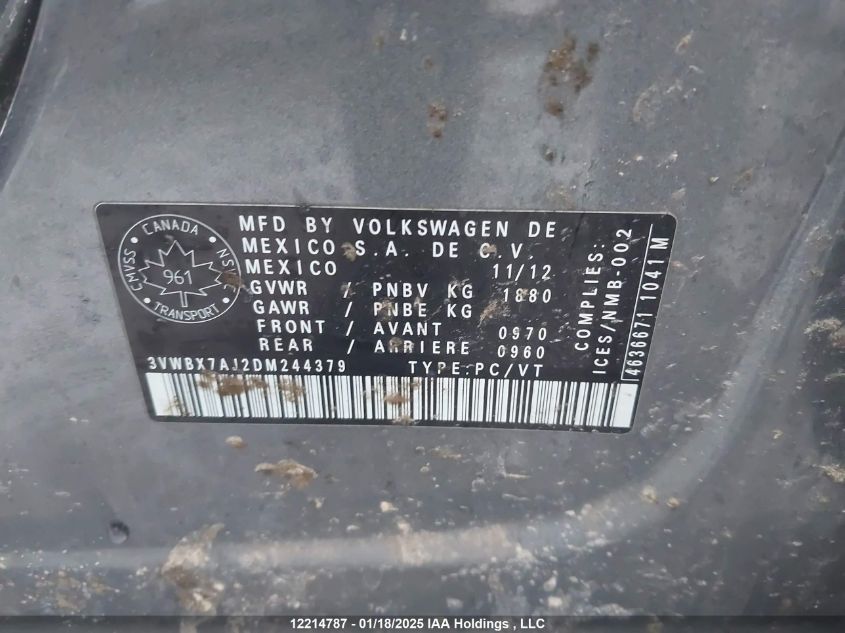 CANADA
CMVSS
NSVAC
961
TRANSPORT
MFD BY VOLKSWAGEN DE
MEXICO S.A. DE C.V.
MEXICO 11/12
GVWR / PNBV KG 1880
GAWR / PNBE KG
FRONT / AVANT 0970
REAR / ARRIERE 0960
3VWBX7AJ2DM244379 TYPE:PC/VT
COMPLIES:
ICES/NMB-002
4636671 1041 M
12214787 - 01/18/2025 IAA Holdings , LLC